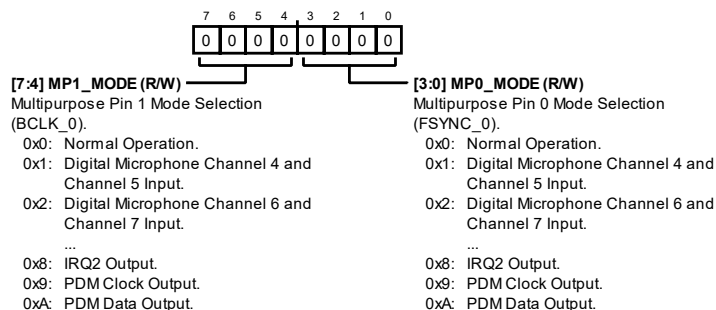 7 6 5 4 3 2 1 0
0 0 0 0 0 0 0 0
[7:4] MP1_MODE (R/W)
Multipurpose Pin 1 Mode Selection
(BCLK_0).
0x0: Normal Operation.
0x1: Digital Microphone Channel 4 and
Channel 5 Input.
0x2: Digital Microphone Channel 6 and
Channel 7 Input.
...
0x8: IRQ2 Output.
0x9: PDM Clock Output.
0xA: PDM Data Output.
[3:0] MP0_MODE (R/W)
Multipurpose Pin 0 Mode Selection
(FSYNC_0).
0x0: Normal Operation.
0x1: Digital Microphone Channel 4 and
Channel 5 Input.
0x2: Digital Microphone Channel 6 and
Channel 7 Input.
...
0x8: IRQ2 Output.
0x9: PDM Clock Output.
0xA: PDM Data Output.